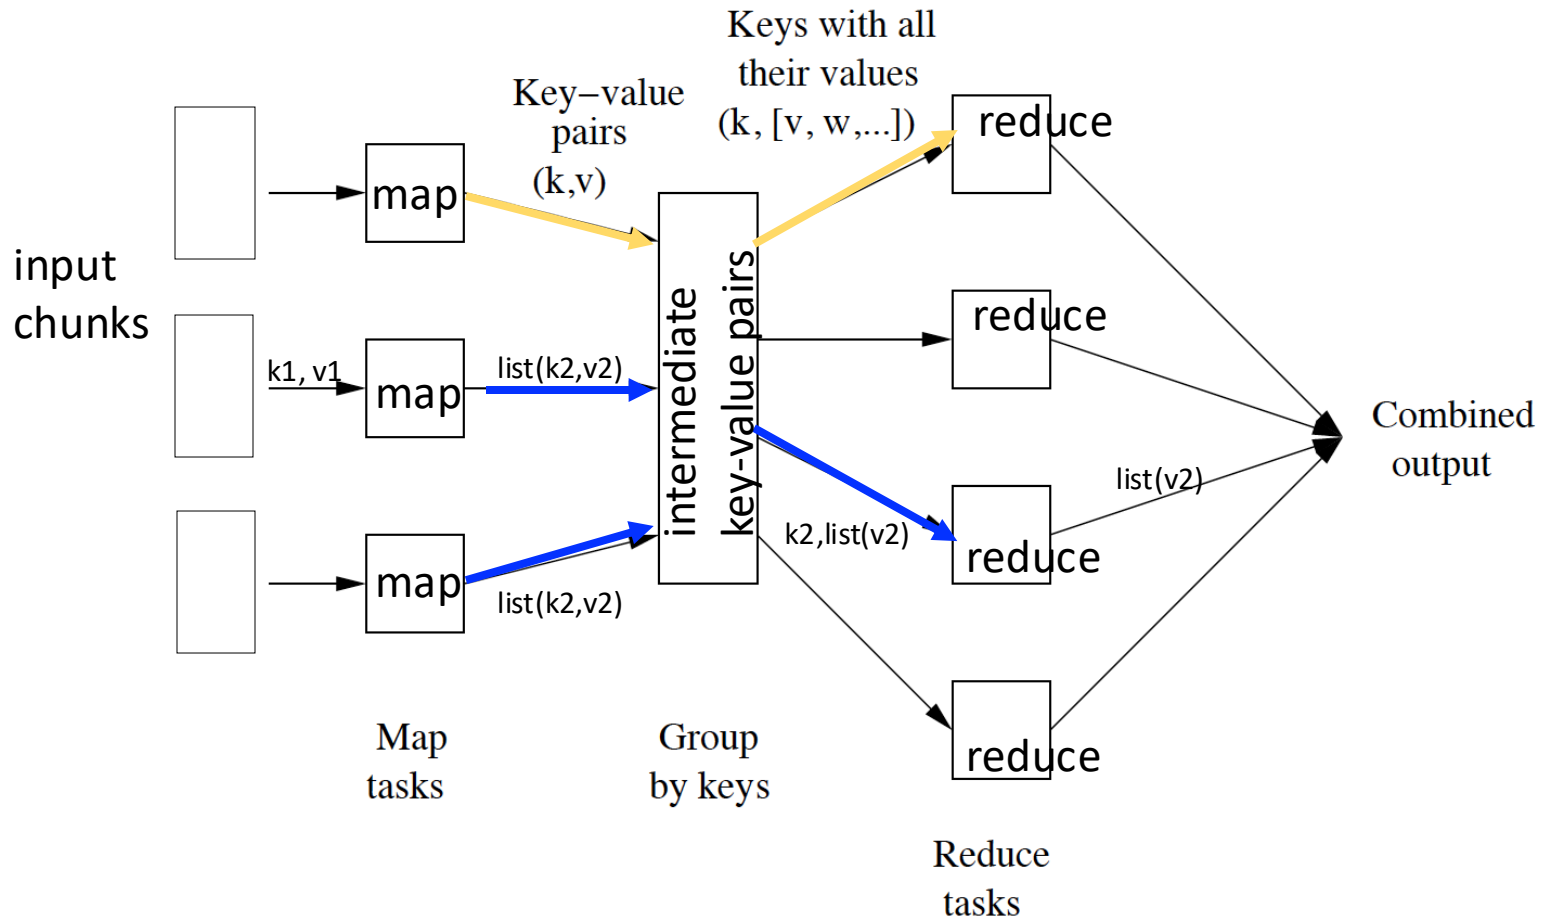 Keys with all
their values
(k, [v, w,...])
Key–value
pairs
(k,v)
input
chunks
map
k1, v1
map
list(k2,v2)
map
list(k2,v2)
intermediate
key-value pairs
k2,list(v2)
reduce
reduce
reduce
reduce
list(v2)
Combined
output
Map
tasks
Group
by keys
Reduce
tasks